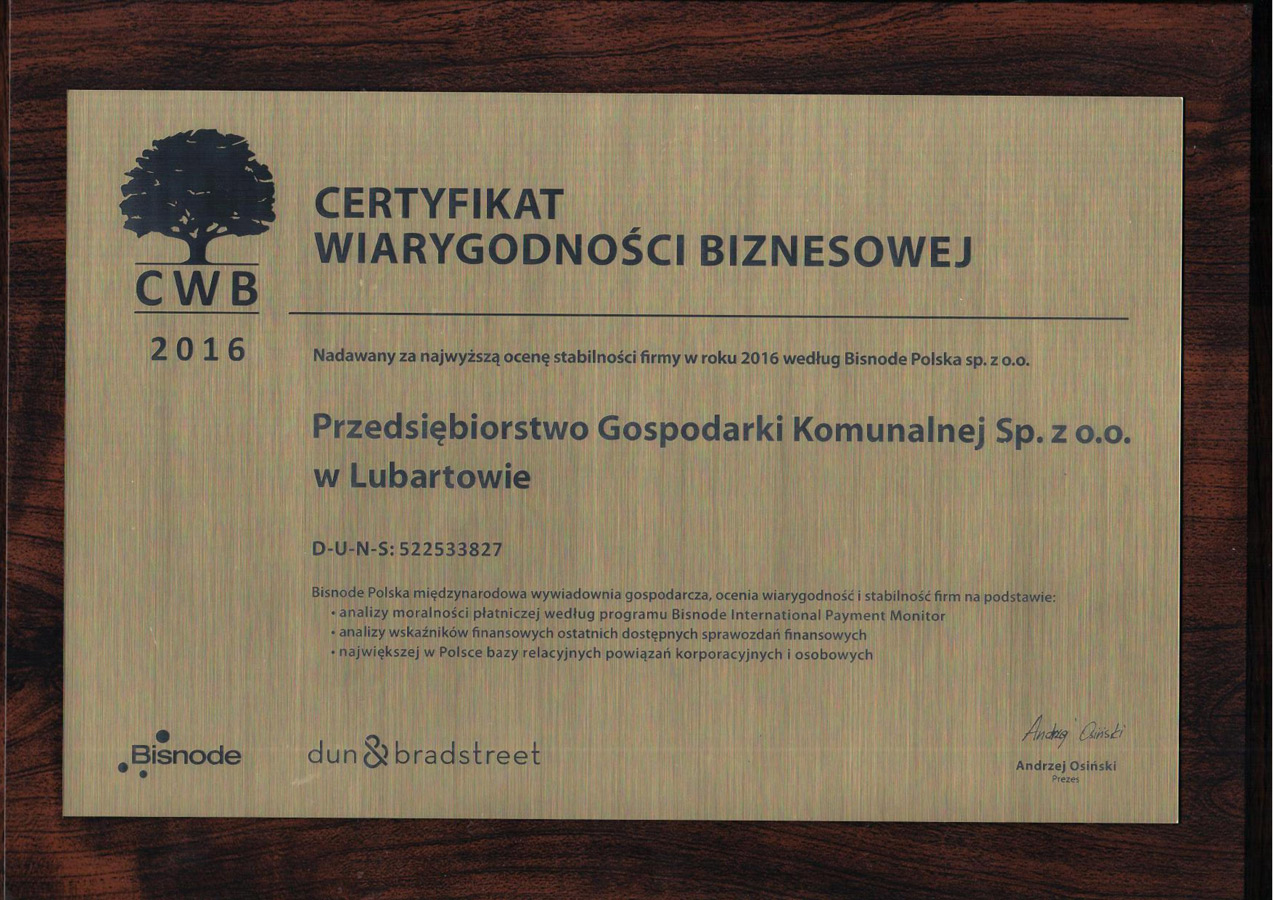 CERTYFIKAT
WIARYGODNOŚCI BIZNESOWEJ
CWB
2016
Nadawany za najwyższą ocenę stabilności firmy w roku 2016 według Bisnode Polska sp. z o.o.
Przedsiębiorstwo Gospodarki Komunalnej Sp. z o.o.
w Lubartowie
D-U-N-S: 522533827
Bisnode Polska międzynarodowa wywiadownia gospodarcza, ocenia wiarygodność i stabilność firm na podstawie:
• analizy moralności płatniczej według programu Bisnode International Payment Monitor
• analizy wskaźników finansowych ostatnich dostępnych sprawozdań finansowych
• największej w Polsce bazy relacyjnych powiązań korporacyjnych i osobowych
Bisnode
dun & bradstreet
Andrzej Osiński
Andrzej Osiński
Prezes